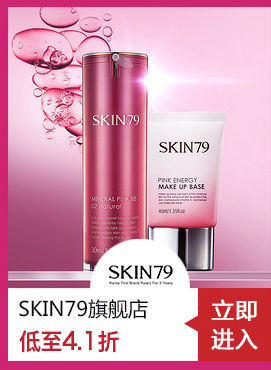 SKIN79
MINERAL PINK BB
02 natural
SKIN79
PINK ENERGY
MAKE UP BASE
40ml/1.35fl.oz
SKIN79
Korea First Brand Award For 3 Years
SKIN79旗舰店
低至4.1折
立即
进入